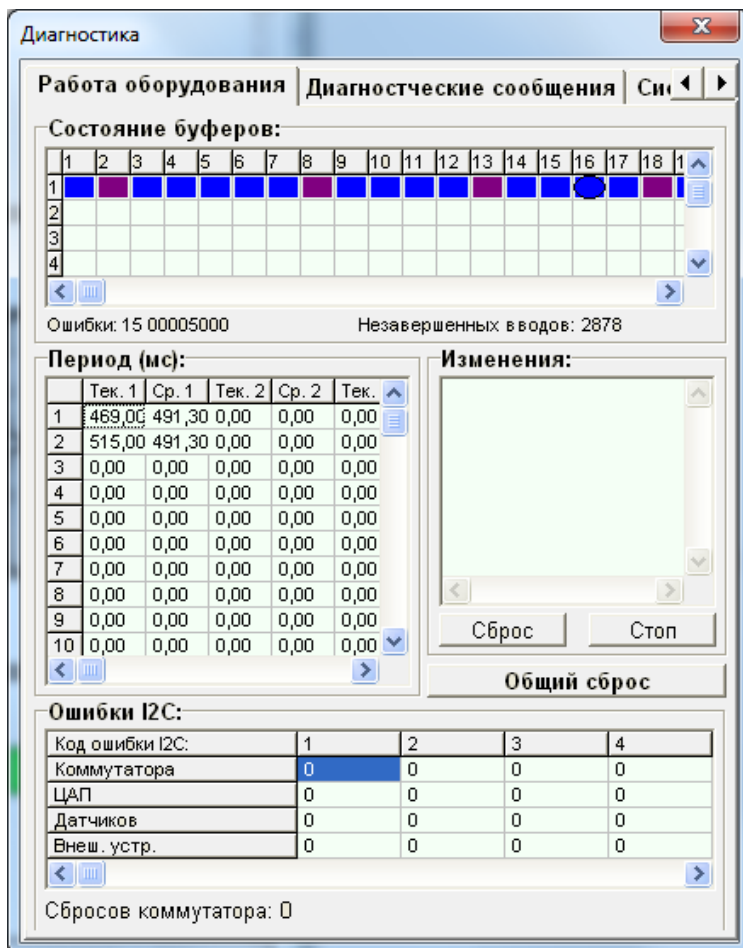 Диагностика
Работа оборудования Диагностческие сообщения Сис
Состояние буферов:
1 2 3 4 5 6 7 8 9 10 11 12 13 14 15 16 17 18 1
1
2
3
4
Ошибки: 15 00005000 Незавершенных вводов: 2878
Период (мс): Изменения:
Тек. 1 Ср. 1 Тек. 2 Ср. 2 Тек.
1 469,00 491,30 0,00 0,00 0,00
2 515,00 491,30 0,00 0,00 0,00
3 0,00 0,00 0,00 0,00 0,00
4 0,00 0,00 0,00 0,00 0,00
5 0,00 0,00 0,00 0,00 0,00
6 0,00 0,00 0,00 0,00 0,00
7 0,00 0,00 0,00 0,00 0,00
8 0,00 0,00 0,00 0,00 0,00
9 0,00 0,00 0,00 0,00 0,00
10 0,00 0,00 0,00 0,00 0,00
Сброс Стоп
Общий сброс
Ошибки I2C:
Код ошибки I2C: 1 2 3 4
Коммутатора 0 0 0 0
ЦАП 0 0 0 0
Датчиков 0 0 0 0
Внеш. устр. 0 0 0 0
Сбросов коммутатора: 0